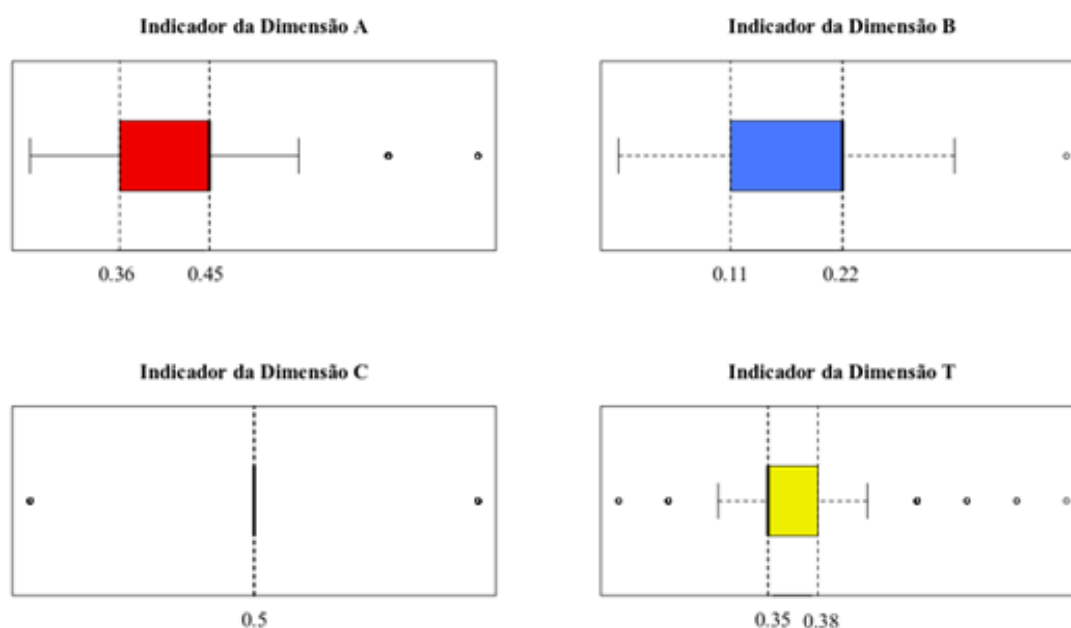 Indicador da Dimensão A
Indicador da Dimensão B
0.36
0.45
0.11
0.22
Indicador da Dimensão C
Indicador da Dimensão T
0.5
0.35
0.38